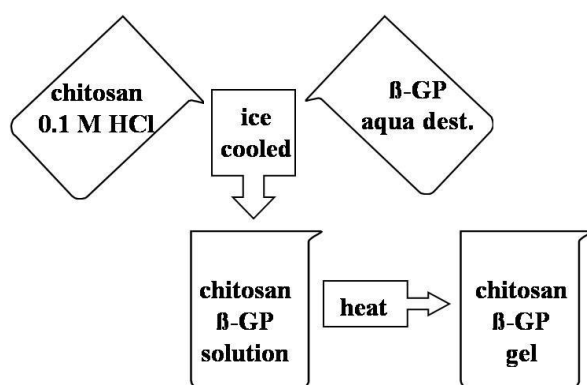 chitosan
0.1 M HCl
ice
cooled
ß-GP
aqua dest.
chitosan
ß-GP
solution
heat
chitosan
ß-GP
gel